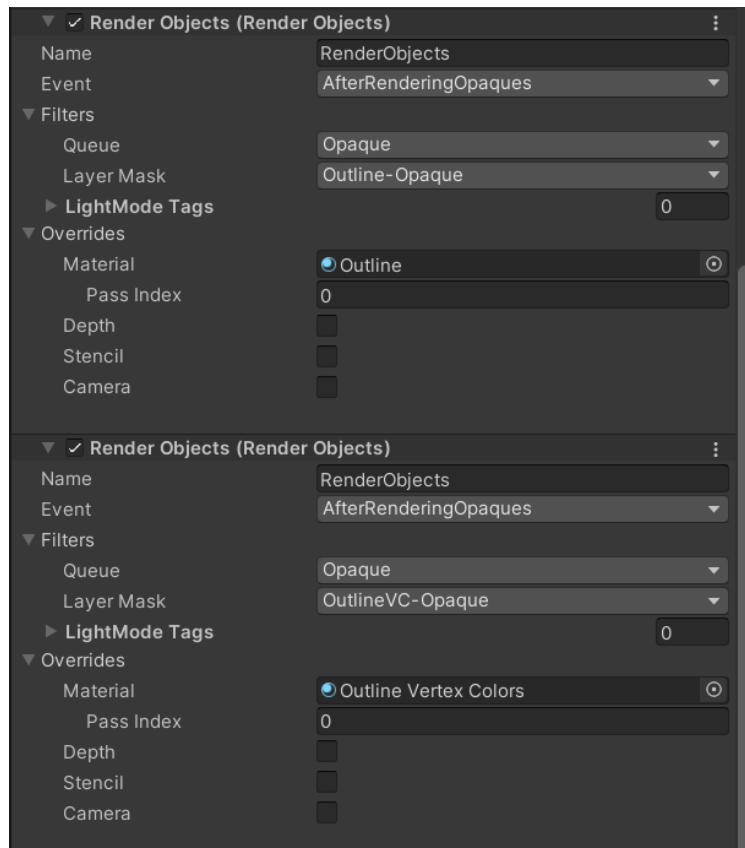 Render Objects (Render Objects)
Name RenderObjects
Event AfterRenderingOpaques
Filters
Queue Opaque
Layer Mask Outline-Opaque
LightMode Tags 0
Overrides
Material Outline
Pass Index 0
Depth
Stencil
Camera
Render Objects (Render Objects)
Name RenderObjects
Event AfterRenderingOpaques
Filters
Queue Opaque
Layer Mask OutlineVC-Opaque
LightMode Tags 0
Overrides
Material Outline Vertex Colors
Pass Index 0
Depth
Stencil
Camera